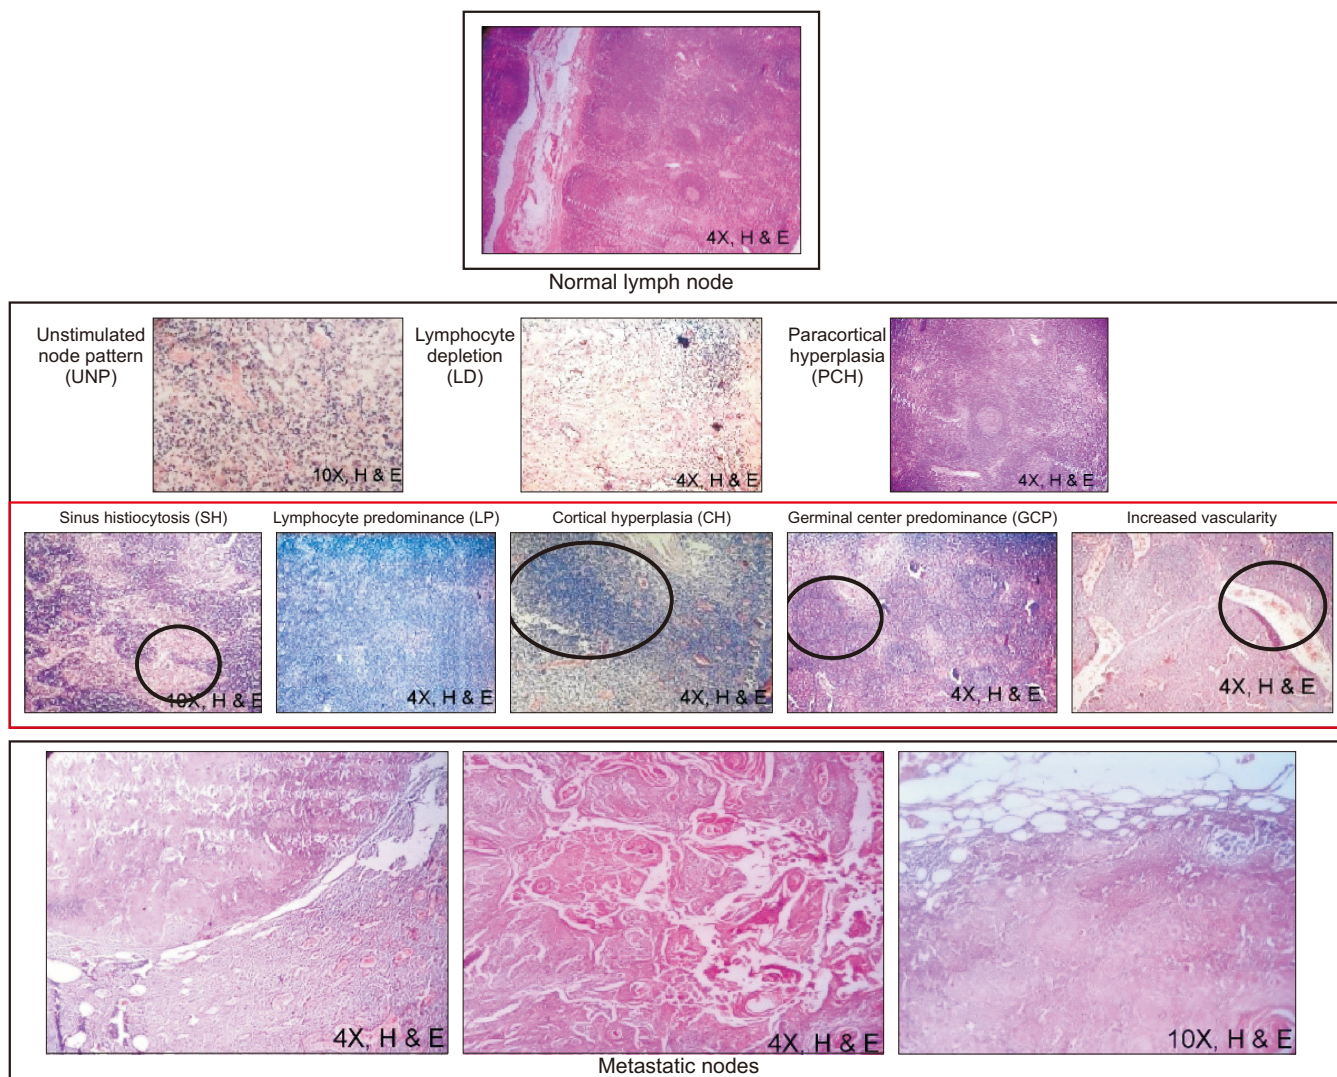 4X, H & E
Normal lymph node
Unstimulated
node pattern
(UNP)
10X, H & E
Lymphocyte
depletion
(LD)
4X, H & E
Paracortical
hyperplasia
(PCH)
4X, H & E
Sinus histiocytosis (SH)
Lymphocyte predominance (LP)
Cortical hyperplasia (CH)
Germinal center predominance (GCP)
Increased vascularity
10X, H & E
4X, H & E
4X, H & E
4X, H & E
4X, H & E
4X, H & E
4X, H & E
10X, H & E
Metastatic nodes